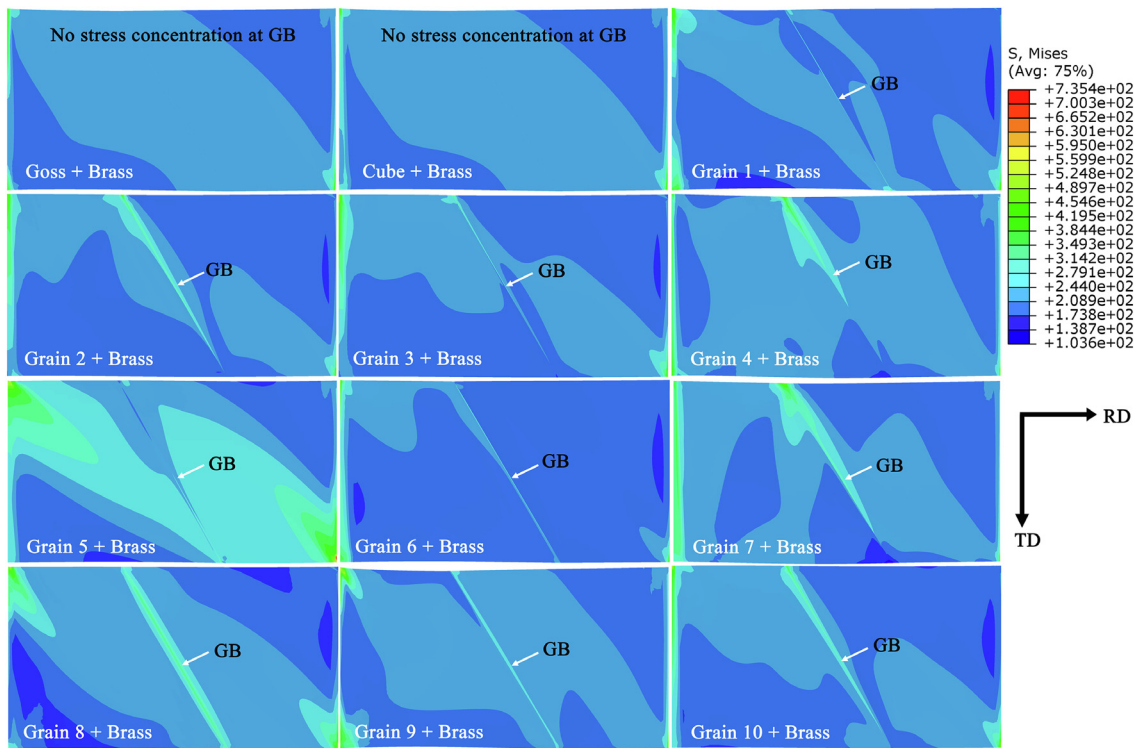 No stress concentration at GB
Goss + Brass
No stress concentration at GB
Cube + Brass
GB
Grain 1 + Brass
S, Mises
(Avg: 75%)
+7.354e+02
+7.003e+02
+6.652e+02
+6.301e+02
+5.950e+02
+5.599e+02
+5.248e+02
+4.897e+02
+4.546e+02
+4.195e+02
+3.844e+02
+3.493e+02
+3.142e+02
+2.791e+02
+2.440e+02
+2.089e+02
+1.738e+02
+1.387e+02
+1.036e+02
GB
Grain 2 + Brass
GB
Grain 3 + Brass
GB
Grain 4 + Brass
GB
Grain 5 + Brass
GB
Grain 6 + Brass
GB
Grain 7 + Brass
RD
TD
GB
Grain 8 + Brass
GB
Grain 9 + Brass
GB
Grain 10 + Brass